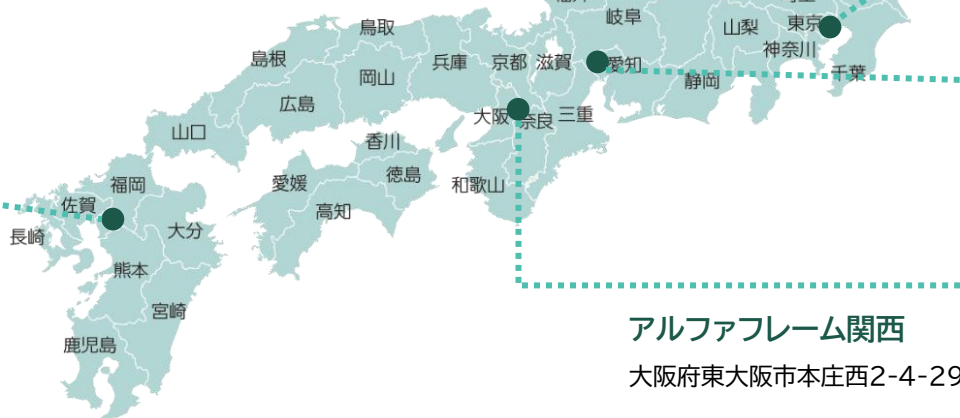 岐阜
山梨
東京
神奈川
千葉
鳥取
島根
岡山
兵庫
京都
滋賀
愛知
静岡
広島
山口
大阪
奈良
三重
香川
徳島
愛媛
高知
和歌山
福岡
佐賀
長崎
大分
熊本
宮崎
鹿児島
アルファフレーム関西
大阪府東大阪市本庄西2-4-29